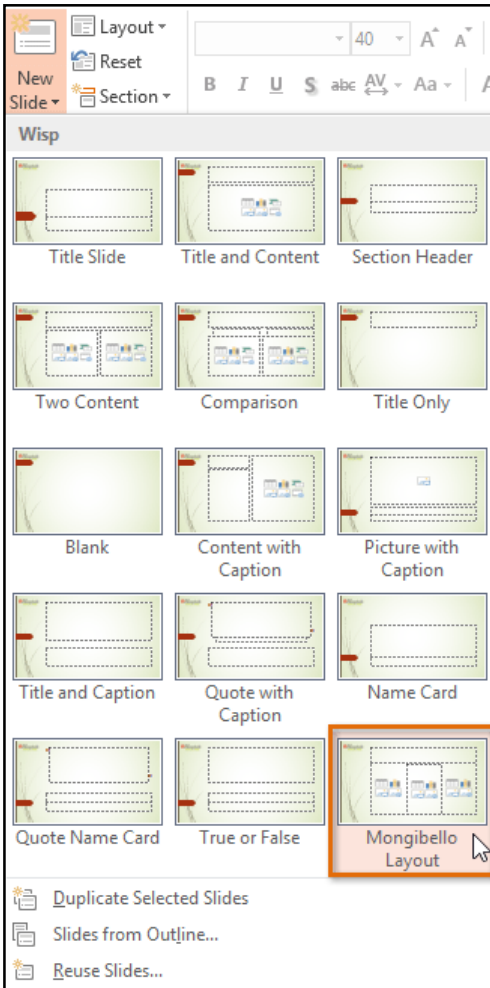 Layout
40
A A
New
Slide
Reset
Section
B I U S abc AV Aa A
Wisp
Title Slide
Title and Content
Section Header
Two Content
Comparison
Title Only
Blank
Content with
Caption
Picture with
Caption
Title and Caption
Quote with
Caption
Name Card
Quote Name Card
True or False
Mongibello
Layout
Duplicate Selected Slides
Slides from Outline...
Reuse Slides...